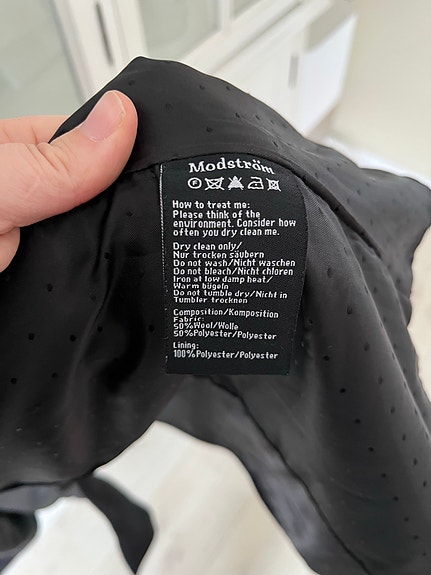 Modström
How to treat me:
Please think of the
environment. Consider how
often you dry clean me.
Dry clean only/
Nur trocken säubern
Do not wash/Nicht waschen
Do not bleach/Nicht chloren
Iron at low damp heat/
Warm bügeln
Do not tumble dry/Nicht in
Tumbler trocknen
Composition/Komposition
Fabric:
50%Wool/Wolle
50%Polyester/Polyester
Lining:
100%Polyester/Polyester